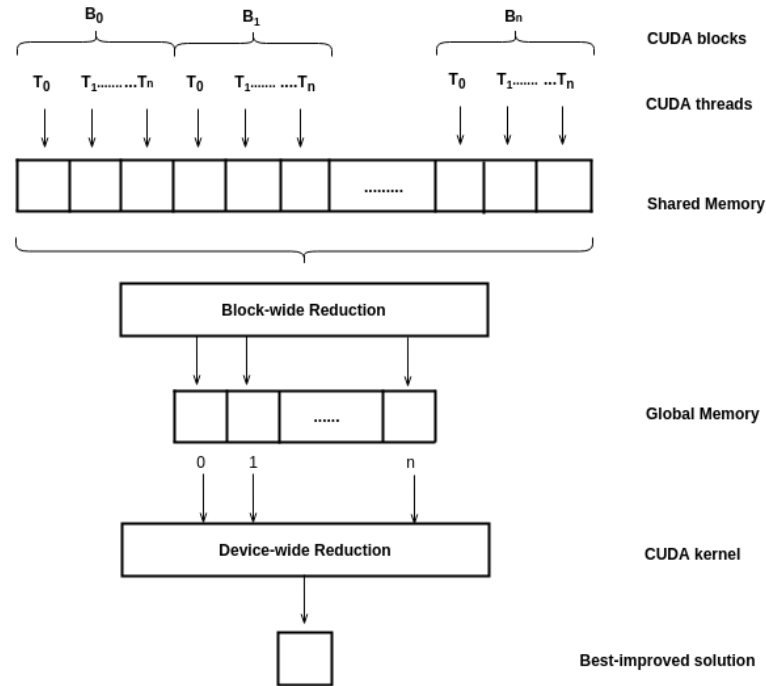 B0 B1 Bn
CUDA blocks
T0 T1....... ...Tn T0 T1....... ....Tn T0 T1....... ...Tn
CUDA threads
.........
Shared Memory
Block-wide Reduction
......
Global Memory
0 1 n
Device-wide Reduction
CUDA kernel
Best-improved solution